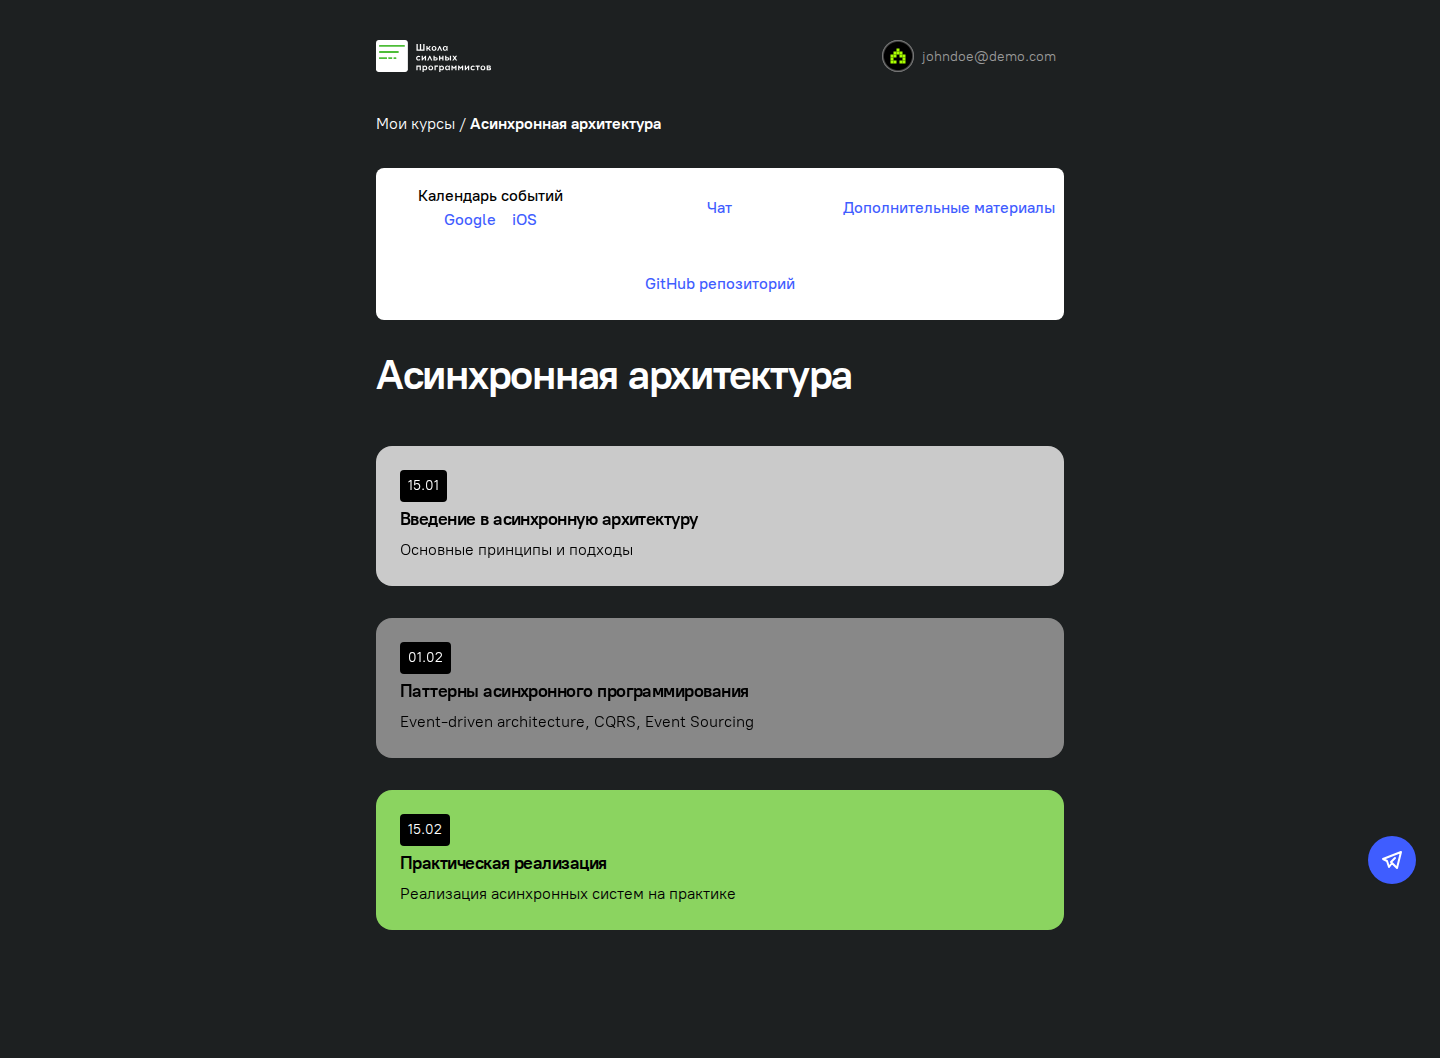 Школа
сильных
программистов
johndoe@demo.com
Мои курсы / Асинхронная архитектура
Календарь событий
Google iOS
Чат
Дополнительные материалы
GitHub репозиторий
Асинхронная архитектура
15.01
Введение в асинхронную архитектуру
Основные принципы и подходы
01.02
Паттерны асинхронного программирования
Event-driven architecture, CQRS, Event Sourcing
15.02
Практическая реализация
Реализация асинхронных систем на практике